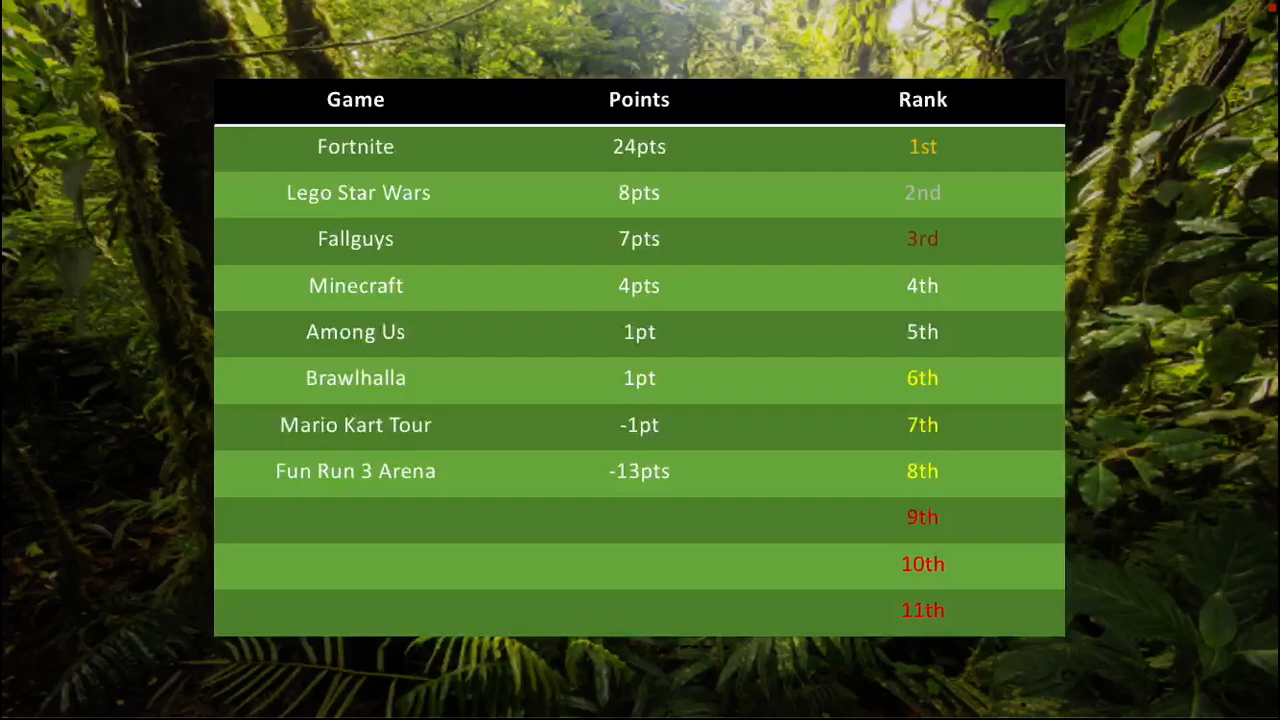 Game Points Rank
Fortnite 24pts 1st
Lego Star Wars 8pts 2nd
Fallguys 7pts 3rd
Minecraft 4pts 4th
Among Us 1pt 5th
Brawlhalla 1pt 6th
Mario Kart Tour -1pt 7th
Fun Run 3 Arena -13pts 8th
9th
10th
11th